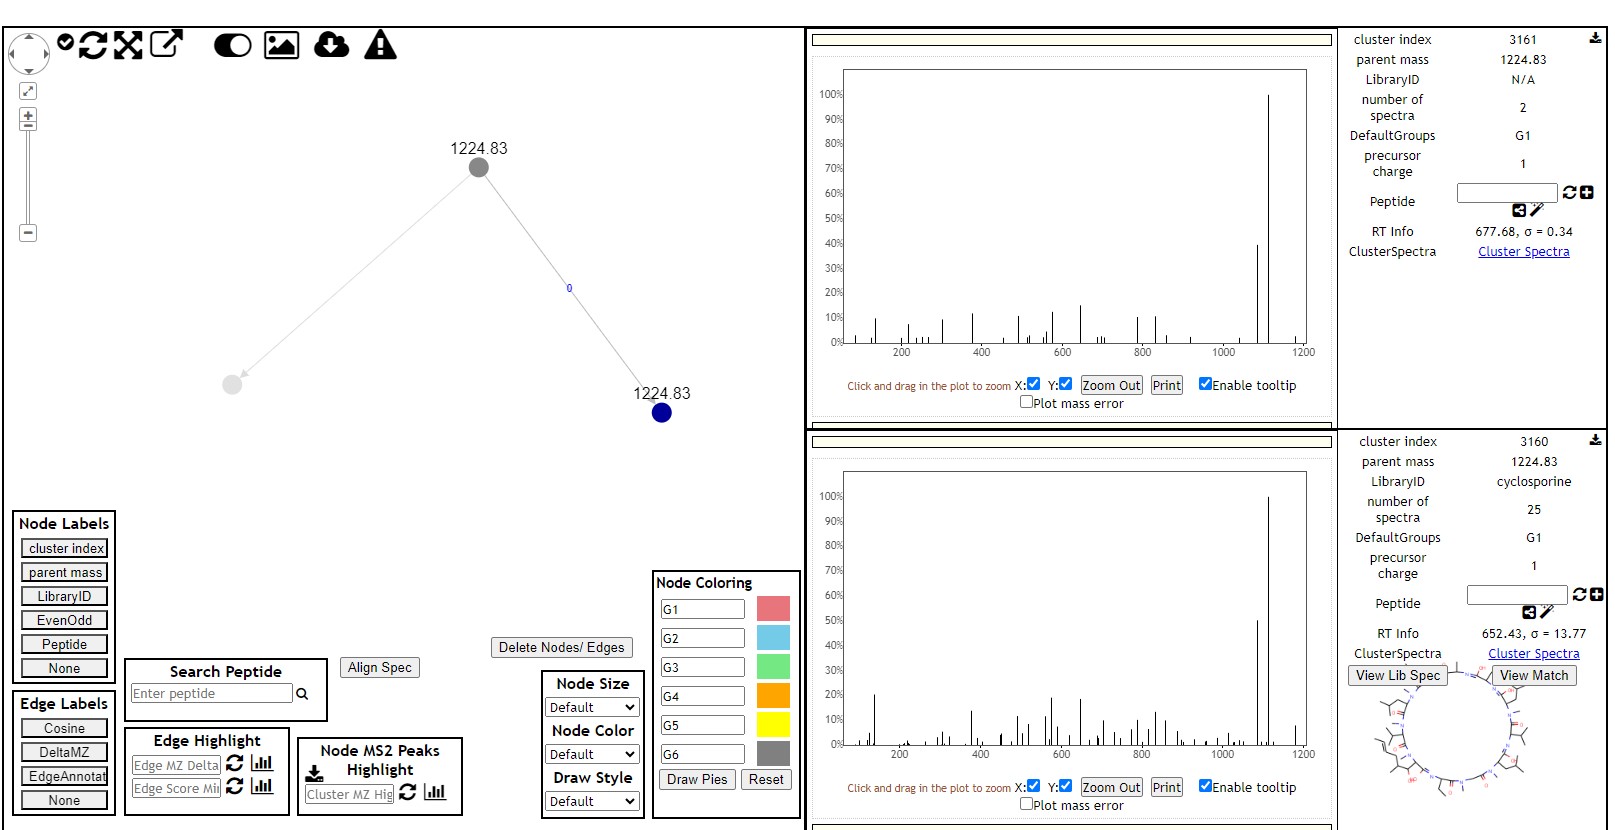 1224.83
0
1224.83
Node Labels
cluster index
parent mass
LibraryID
EvenOdd
Peptide
None
Edge Labels
Cosine
DeltaMZ
EdgeAnnotat
None
Search Peptide
Enter peptide
Align Spec
Edge Highlight
Edge MZ Delta
Edge Score Min
Node MS2 Peaks
Highlight
Cluster MZ Hig
Delete Nodes/ Edges
Node Size
Default
Node Color
Default
Draw Style
Default
Node Coloring
G1
G2
G3
G4
G5
G6
Draw Pies Reset
100%
90%
80%
70%
60%
50%
40%
30%
20%
10%
0%
200 400 600 800 1000 1200
Click and drag in the plot to zoom X: Y: Zoom Out Print Enable tooltip
Plot mass error
cluster index 3161
parent mass 1224.83
LibraryID N/A
number of
spectra 2
DefaultGroups G1
precursor
charge 1
Peptide
RT Info 677.68, σ = 0.34
ClusterSpectra Cluster Spectra
100%
90%
80%
70%
60%
50%
40%
30%
20%
10%
0%
200 400 600 800 1000 1200
Click and drag in the plot to zoom X: Y: Zoom Out Print Enable tooltip
Plot mass error
cluster index 3160
parent mass 1224.83
LibraryID cyclosporine
number of
spectra 25
DefaultGroups G1
precursor
charge 1
Peptide
RT Info 652.43, σ = 13.77
ClusterSpectra Cluster Spectra
View Lib Spec View Match